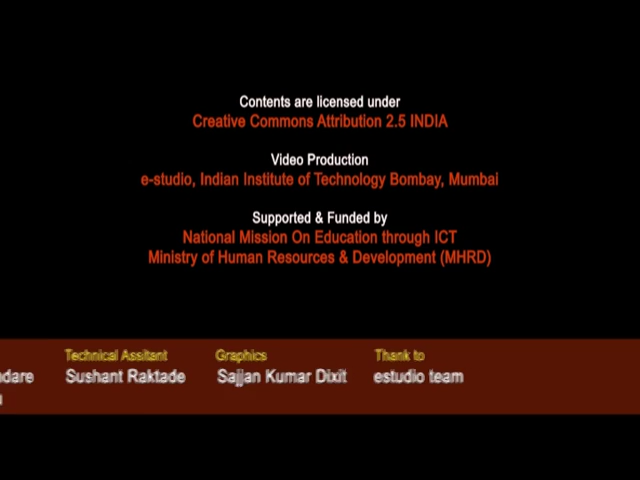 Contents are licensed under
Creative Commons Attribution 2.5 INDIA
Video Production
e-studio, Indian Institute of Technology Bombay, Mumbai
Supported & Funded by
National Mission On Education through ICT
Ministry of Human Resources & Development (MHRD)
Technical Assitant Graphics Thank to
Sushant Raktade Sajjan Kumar Dixit estudio team